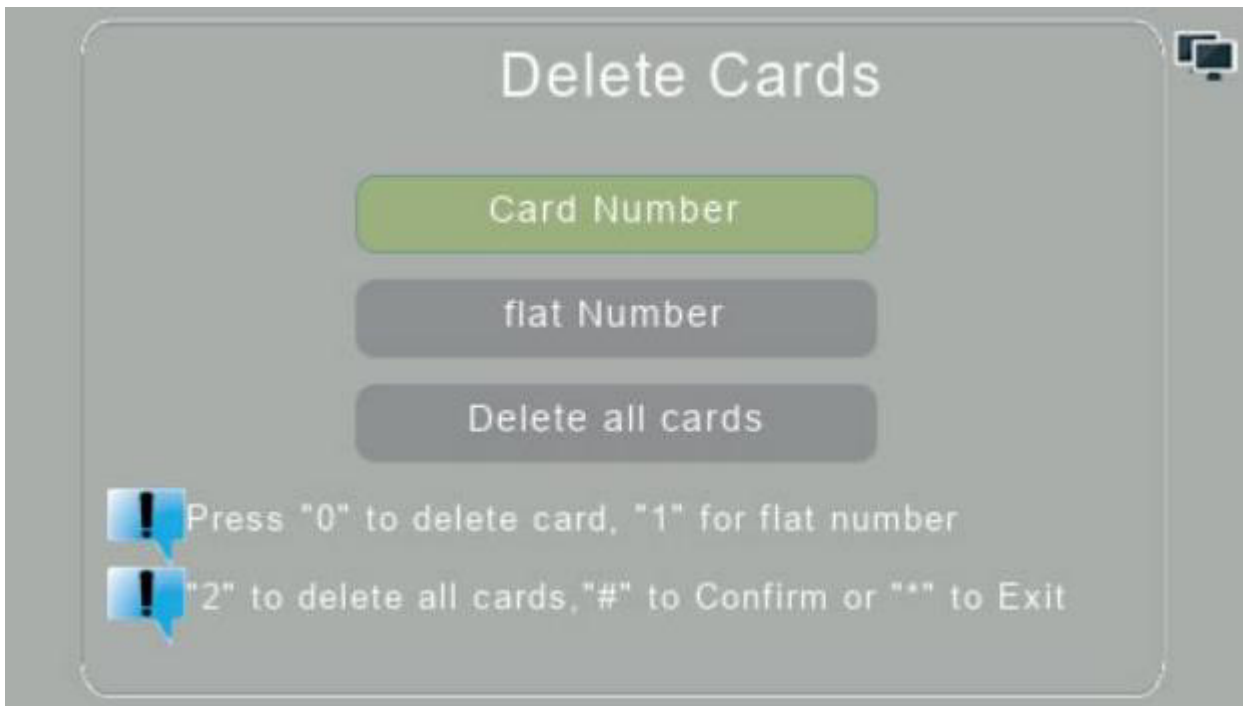 Delete Cards
Card Number
flat Number
Delete all cards
Press "0" to delete card, "1" for flat number
"2" to delete all cards,"#" to Confirm or "*" to Exit